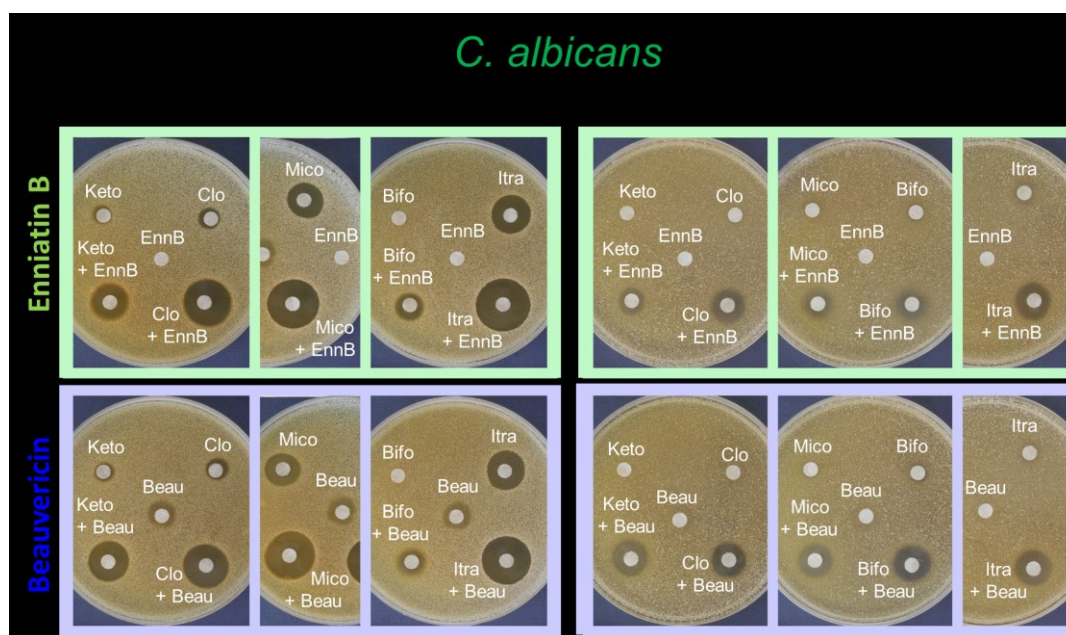 C. albicans
Enniatin B
Keto
Clo
EnnB
Keto
+ EnnB
Clo
+ EnnB
Mico
EnnB
Mico
+ EnnB
Bifo
Itra
EnnB
Bifo
+ EnnB
Itra
+ EnnB
Keto
Clo
EnnB
Keto
+ EnnB
Clo
+ EnnB
Mico
Bifo
EnnB
Mico
+ EnnB
Bifo
+ EnnB
Itra
EnnB
Itra
+ EnnB
Beauvericin
Keto
Clo
Beau
Keto
+ Beau
Clo
+ Beau
Mico
Beau
Mico
+ Beau
Bifo
Itra
Beau
Bifo
+ Beau
Itra
+ Beau
Keto
Clo
Beau
Keto
+ Beau
Clo
+ Beau
Mico
Bifo
Beau
Mico
+ Beau
Bifo
+ Beau
Itra
Beau
Itra
+ Beau